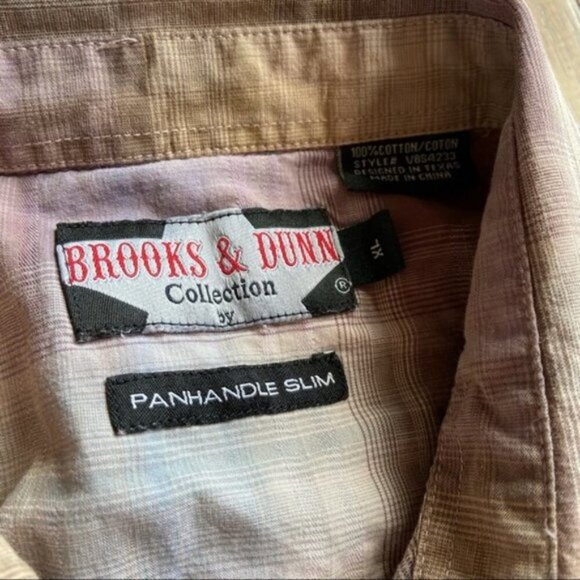 100% COTTON/COTON
STYLE# VBS4233
DESIGNED IN TEXAS
MADE IN CHINA
BROOKS & DUNN
Collection ®
by
XL
PANHANDLE SLIM